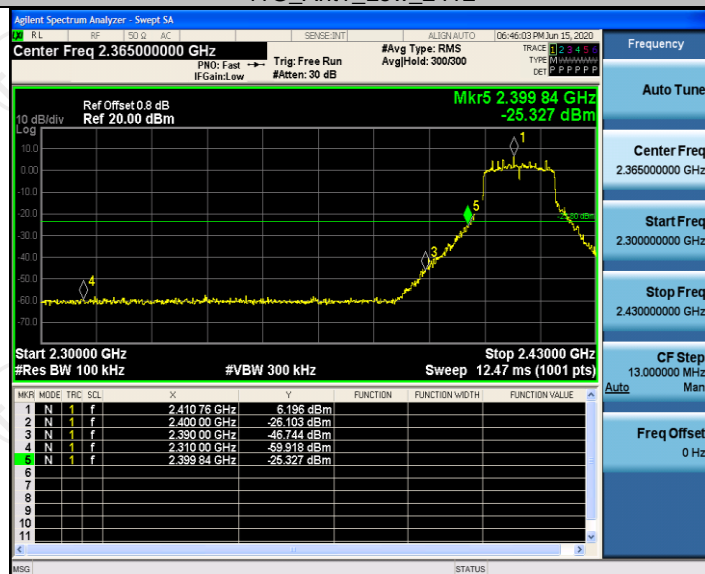 Agilent Spectrum Analyzer - Swept SA
RL RF 50 Ω AC SENSE:INT ALIGN AUTO 06:46:03 PM Jun 15, 2020
Center Freq 2.365000000 GHz #Avg Type: RMS TRACE 1 2 3 4 5 6
PNO: Fast Trig: Free Run Avg|Hold: 300/300 TYPE M
IFGain:Low #Atten: 30 dB DET P P P P P P
Mkr5 2.399 84 GHz
-25.327 dBm
Ref Offset 0.8 dB
10 dB/div Ref 20.00 dBm
Log
10.0
0.00
-10.0
-20.0
-30.0
-40.0
-50.0
-60.0
-70.0
1
5
3
4
Start 2.30000 GHz Stop 2.43000 GHz
#Res BW 100 kHz #VBW 300 kHz Sweep 12.47 ms (1001 pts)
MKR MODE TRC SCL X Y FUNCTION FUNCTION WIDTH FUNCTION VALUE
1 N 1 f 2.410 76 GHz 6.196 dBm
2 N 1 f 2.400 00 GHz -26.103 dBm
3 N 1 f 2.390 00 GHz -46.744 dBm
4 N 1 f 2.310 00 GHz -59.918 dBm
5 N 1 f 2.399 84 GHz -25.327 dBm
6
7
8
9
10
11
MSG STATUS
Frequency
Auto Tune
Center Freq
2.365000000 GHz
Start Freq
2.300000000 GHz
Stop Freq
2.430000000 GHz
CF Step
13.000000 MHz
Auto Man
Freq Offset
0 Hz